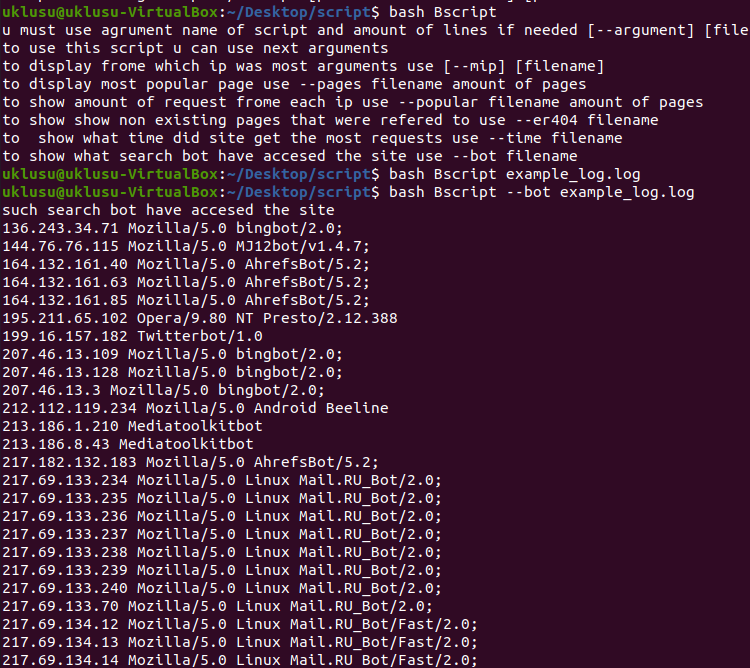 uklusu@uklusu-VirtualBox:~/Desktop/script$ bash Bscript
u must use agrument name of script and amount of lines if needed [--argument] [file
to use this script u can use next arguments
to display frome which ip was most arguments use [--mip] [filename]
to display most popular page use --pages filename amount of pages
to show amount of request frome each ip use --popular filename amount of pages
to show show non existing pages that were refered to use --er404 filename
to  show what time did site get the most requests use --time filename
to show what search bot have accesed the site use --bot filename
uklusu@uklusu-VirtualBox:~/Desktop/script$ bash Bscript example_log.log
uklusu@uklusu-VirtualBox:~/Desktop/script$ bash Bscript --bot example_log.log
such search bot have accesed the site
136.243.34.71 Mozilla/5.0 bingbot/2.0;
144.76.76.115 Mozilla/5.0 MJ12bot/v1.4.7;
164.132.161.40 Mozilla/5.0 AhrefsBot/5.2;
164.132.161.63 Mozilla/5.0 AhrefsBot/5.2;
164.132.161.85 Mozilla/5.0 AhrefsBot/5.2;
195.211.65.102 Opera/9.80 NT Presto/2.12.388
199.16.157.182 Twitterbot/1.0
207.46.13.109 Mozilla/5.0 bingbot/2.0;
207.46.13.128 Mozilla/5.0 bingbot/2.0;
207.46.13.3 Mozilla/5.0 bingbot/2.0;
212.112.119.234 Mozilla/5.0 Android Beeline
213.186.1.210 Mediatoolkitbot
213.186.8.43 Mediatoolkitbot
217.182.132.183 Mozilla/5.0 AhrefsBot/5.2;
217.69.133.234 Mozilla/5.0 Linux Mail.RU_Bot/2.0;
217.69.133.235 Mozilla/5.0 Linux Mail.RU_Bot/2.0;
217.69.133.236 Mozilla/5.0 Linux Mail.RU_Bot/2.0;
217.69.133.237 Mozilla/5.0 Linux Mail.RU_Bot/2.0;
217.69.133.238 Mozilla/5.0 Linux Mail.RU_Bot/2.0;
217.69.133.239 Mozilla/5.0 Linux Mail.RU_Bot/2.0;
217.69.133.240 Mozilla/5.0 Linux Mail.RU_Bot/2.0;
217.69.133.70 Mozilla/5.0 Linux Mail.RU_Bot/2.0;
217.69.134.12 Mozilla/5.0 Linux Mail.RU_Bot/Fast/2.0;
217.69.134.13 Mozilla/5.0 Linux Mail.RU_Bot/Fast/2.0;
217.69.134.14 Mozilla/5.0 Linux Mail.RU_Bot/Fast/2.0;